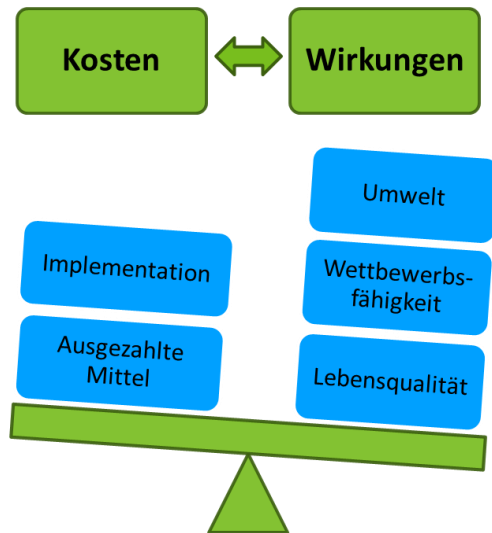 Kosten
Wirkungen
Umwelt
Implementation
Wettbewerbs-
fähigkeit
Ausgezahlte
Mittel
Lebensqualität